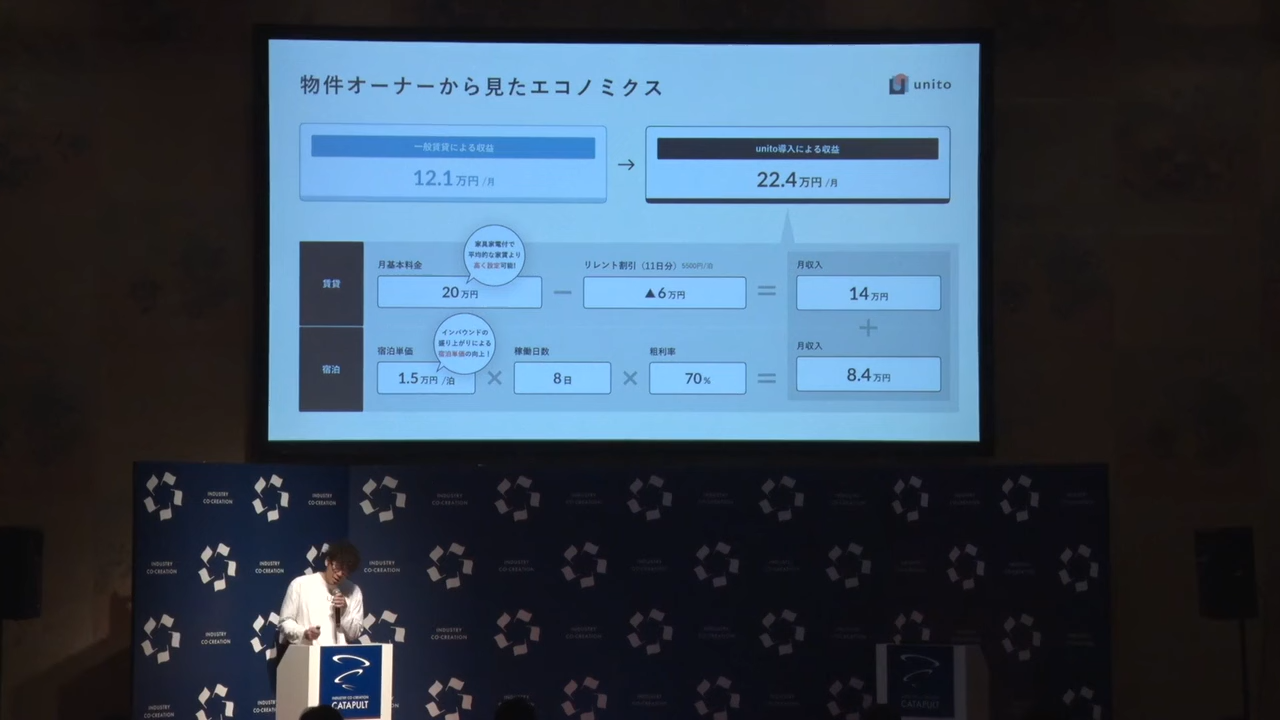 物件オーナーから見たエコノミクス
unito
一般賃貸による収益
12.1万円 /月
→
unito導入による収益
22.4万円 /月
賃貸
月基本料金
家具家電付で
平均的な家賃より
高く設定可能!
20万円
−
リレント割引（11日分） 5500円/泊
▲6万円
=
月収入
14万円
+
宿泊
宿泊単価
インバウンドの
盛り上がりによる
宿泊単価の向上！
1.5万円 /泊
×
稼働日数
8日
×
粗利率
70%
=
月収入
8.4万円
INDUSTRY
CO-CREATION
INDUSTRY CO-CREATION
CATAPULT
INDUSTRY CO-CREATION
CATAPULT